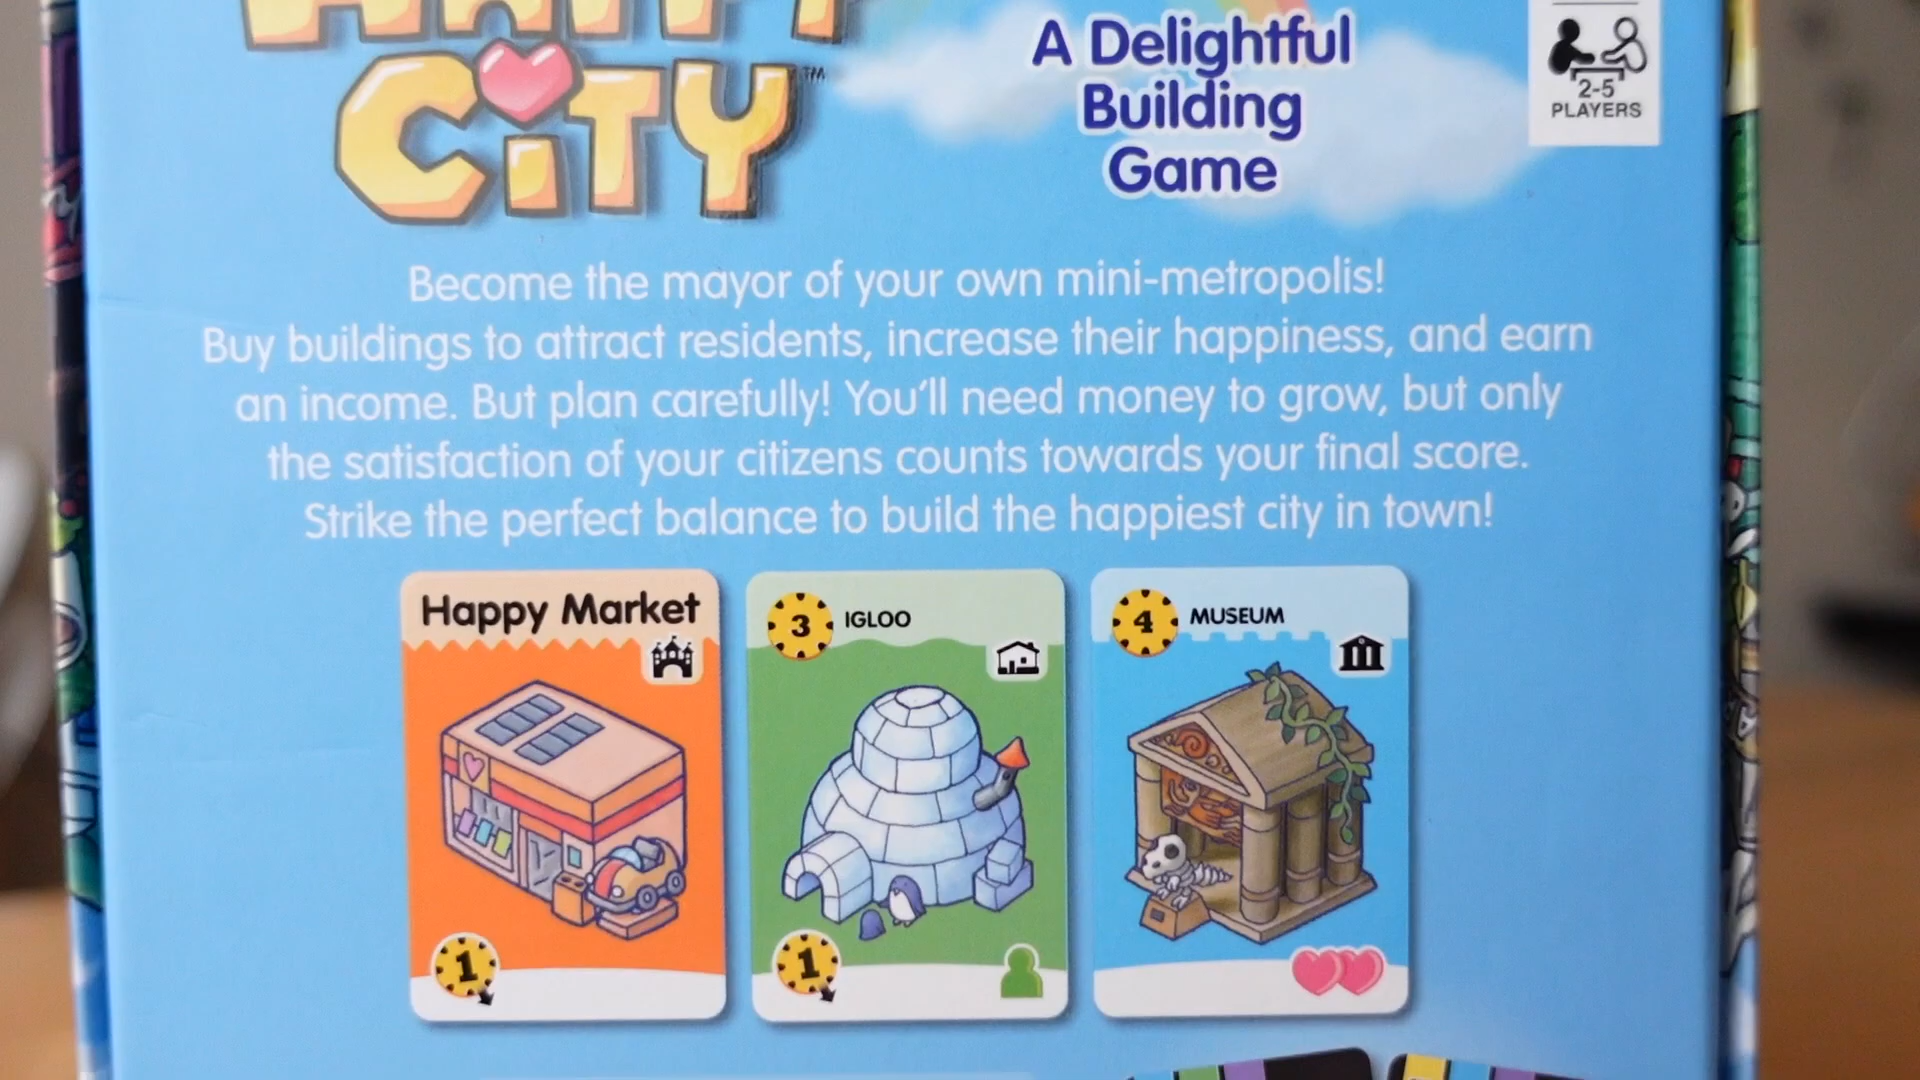 HAPPY
CiTY™
A Delightful
Building
Game
2-5
PLAYERS
Become the mayor of your own mini-metropolis!
Buy buildings to attract residents, increase their happiness, and earn
an income. But plan carefully! You'll need money to grow, but only
the satisfaction of your citizens counts towards your final score.
Strike the perfect balance to build the happiest city in town!
Happy Market
3 IGLOO
4 MUSEUM
1
1